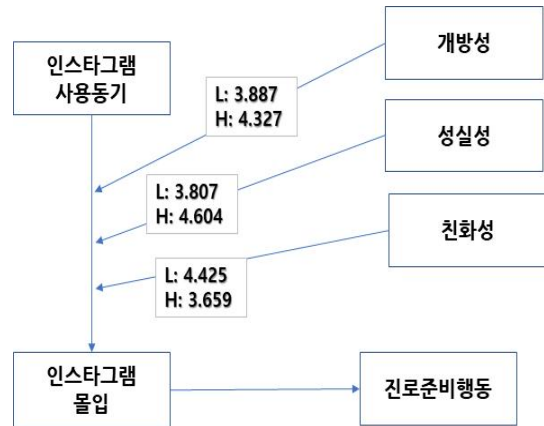 인스타그램
사용동기
개방성
L: 3.887
H: 4.327
성실성
L: 3.807
H: 4.604
친화성
L: 4.425
H: 3.659
인스타그램
몰입
진로준비행동